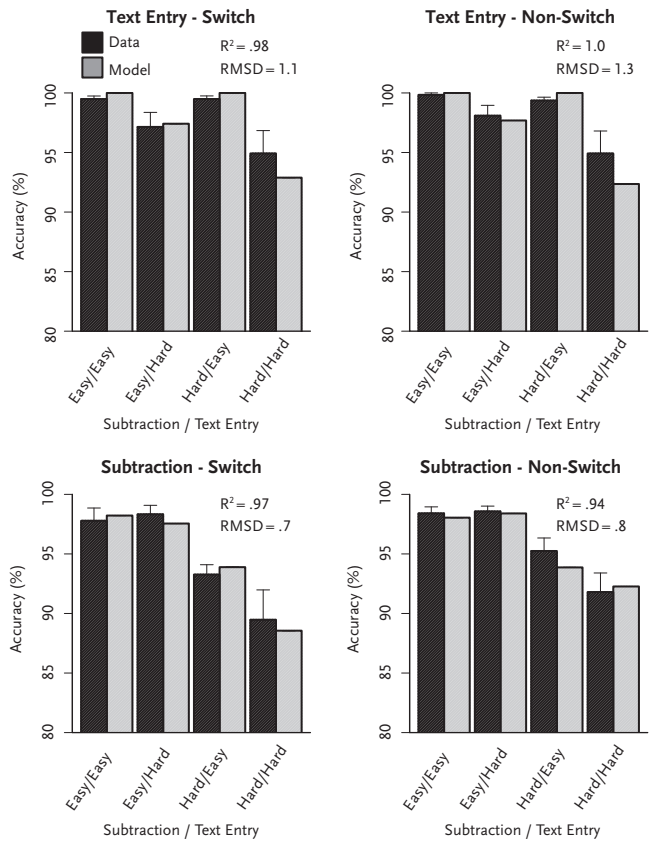 Text Entry - Switch
Data
Model
R² = .98
RMSD = 1.1
Accuracy (%)
100
95
90
85
80
Easy/Easy
Easy/Hard
Hard/Easy
Hard/Hard
Subtraction / Text Entry
Text Entry - Non-Switch
R² = 1.0
RMSD = 1.3
Accuracy (%)
100
95
90
85
80
Easy/Easy
Easy/Hard
Hard/Easy
Hard/Hard
Subtraction / Text Entry
Subtraction - Switch
R² = .97
RMSD = .7
Accuracy (%)
100
95
90
85
80
Easy/Easy
Easy/Hard
Hard/Easy
Hard/Hard
Subtraction / Text Entry
Subtraction - Non-Switch
R² = .94
RMSD = .8
Accuracy (%)
100
95
90
85
80
Easy/Easy
Easy/Hard
Hard/Easy
Hard/Hard
Subtraction / Text Entry